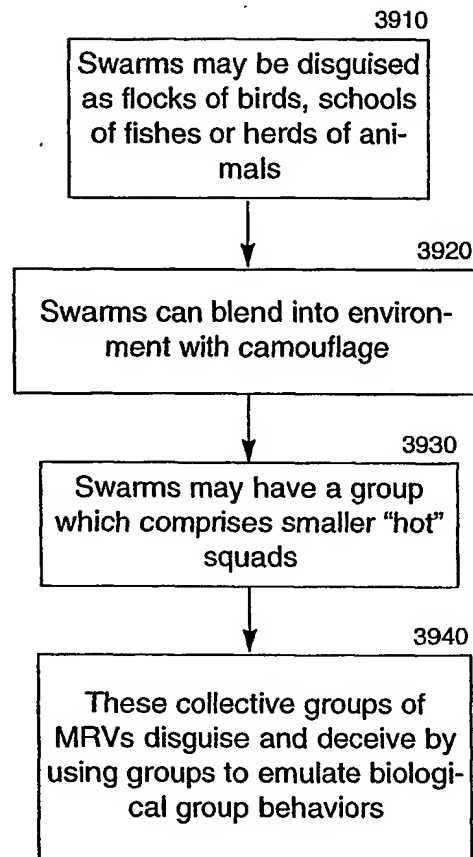 3910
Swarms may be disguised
as flocks of birds, schools
of fishes or herds of ani-
mals
3920
Swarms can blend into environ-
ment with camouflage
3930
Swarms may have a group
which comprises smaller “hot”
squads
3940
These collective groups of
MRVs disguise and deceive by
using groups to emulate biologi-
cal group behaviors